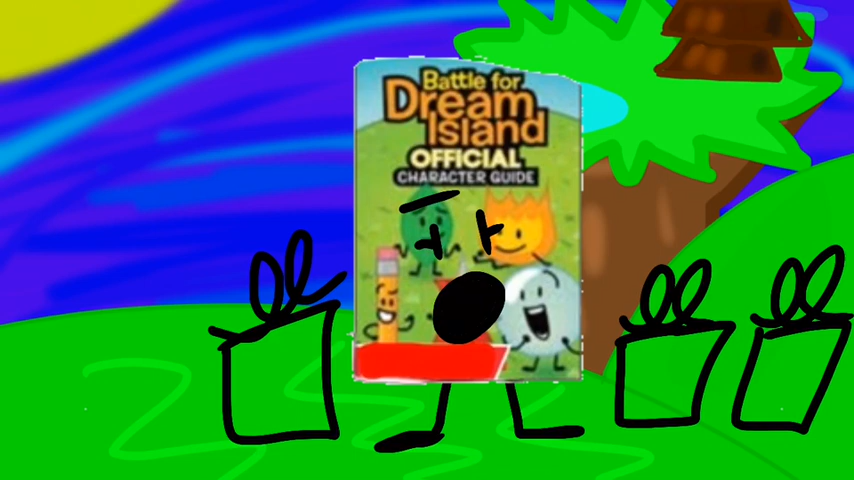 Battle for
Dream
Island
OFFICIAL
CHARACTER GUIDE